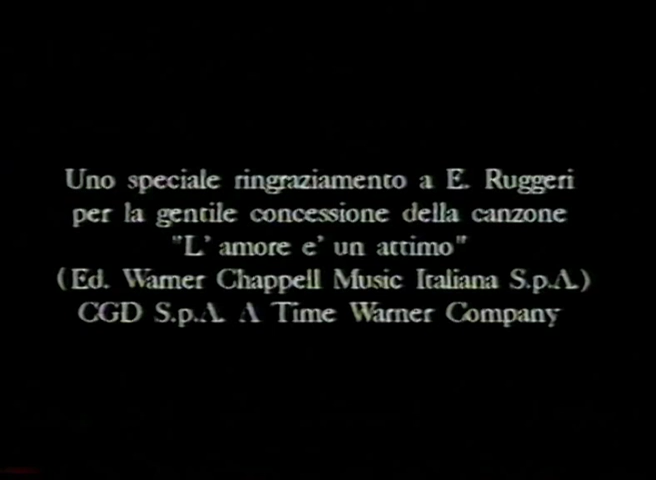 Uno speciale ringraziamento a E. Ruggeri
per la gentile concessione della canzone
"L' amore e' un attimo"
(Ed. Warner Chappell Music Italiana S.p.A.)
CGD S.p.A. A Time Warner Company